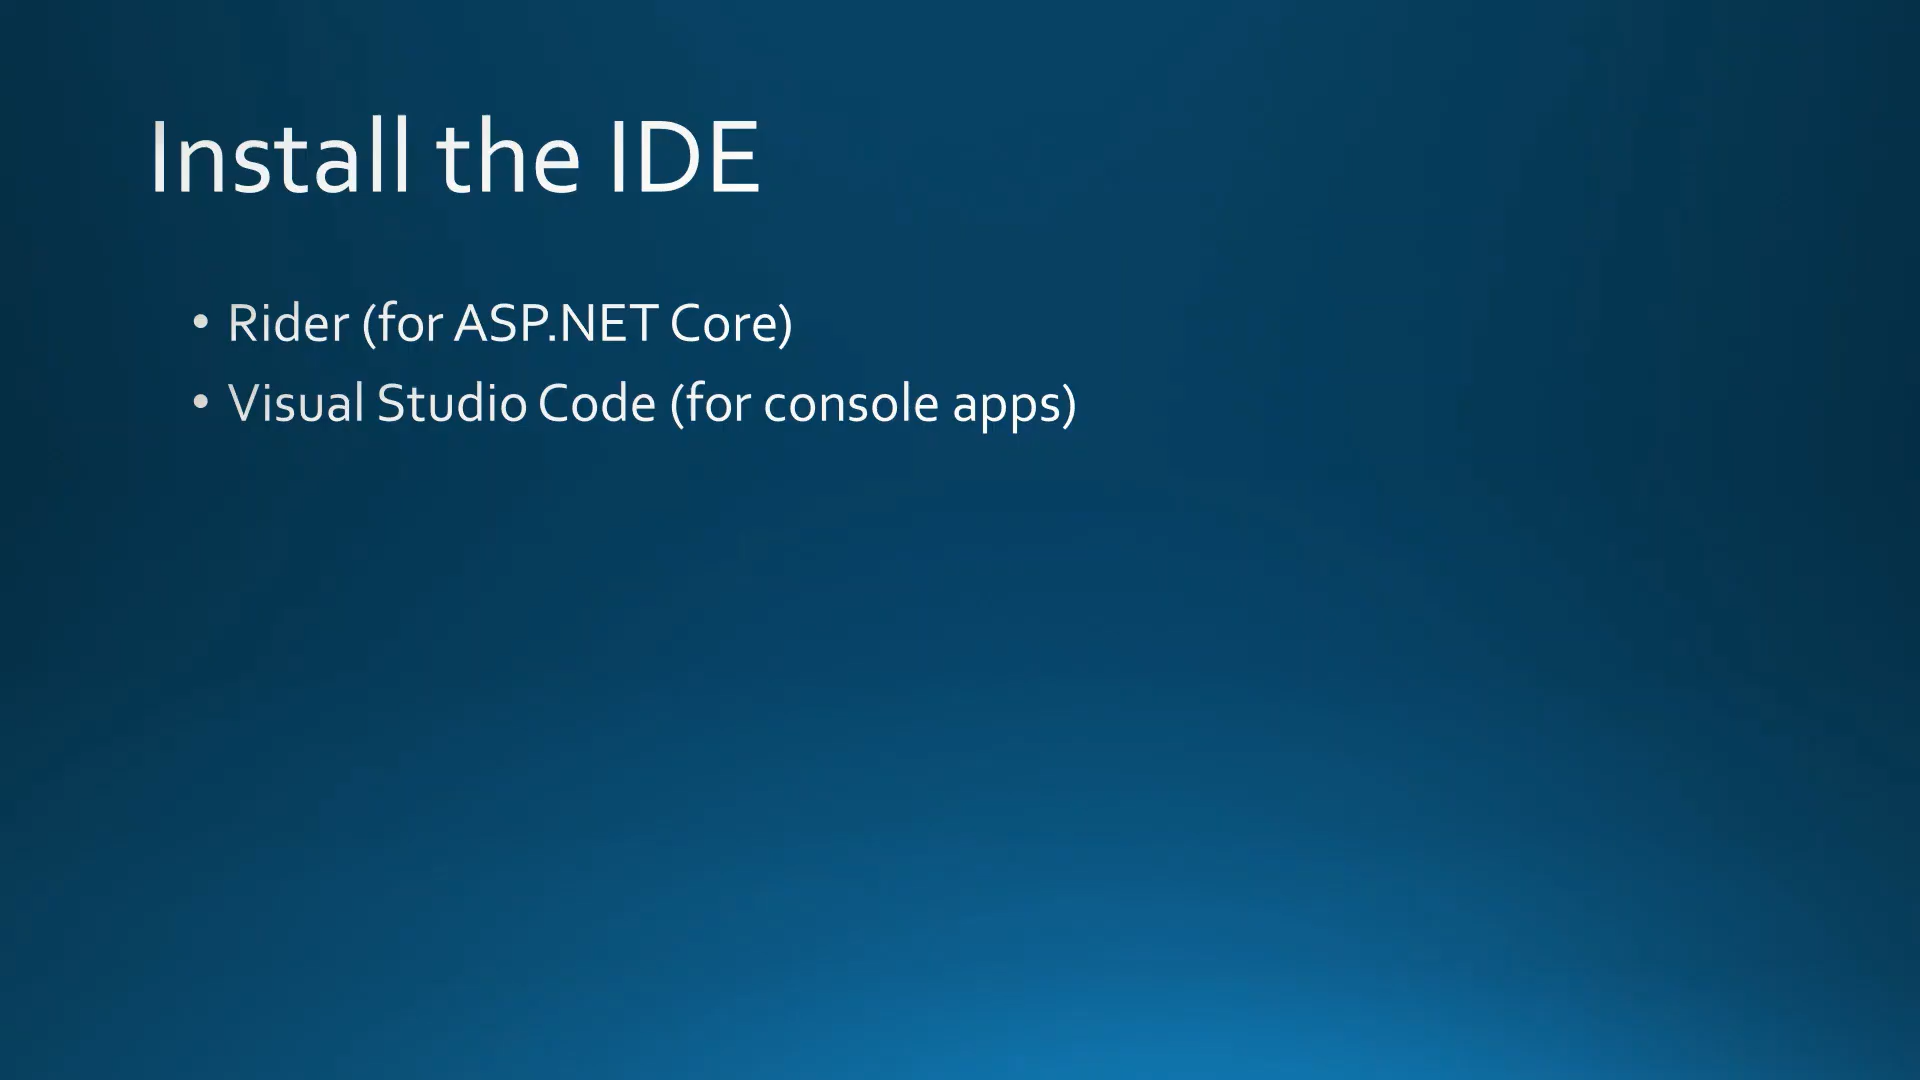 Install the IDE
• Rider (for ASP.NET Core)
• Visual Studio Code (for console apps)